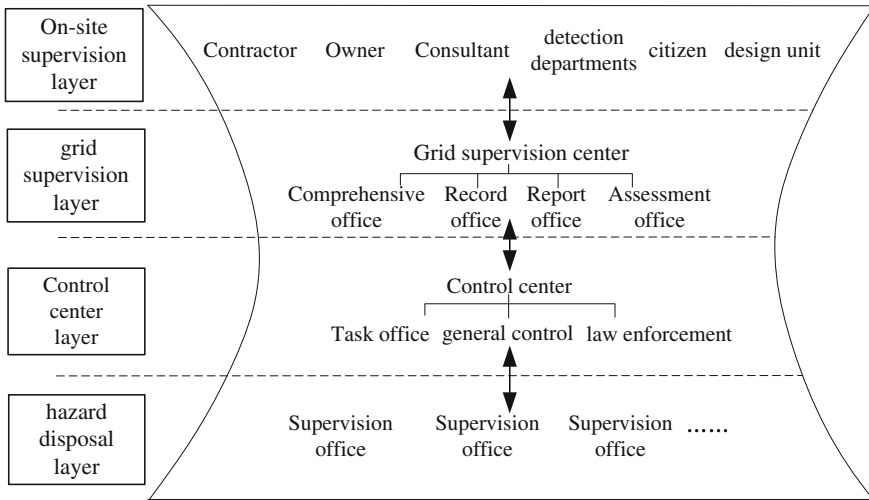 On-site
supervision
layer
Contractor Owner Consultant detection
departments citizen design unit
grid
supervision
layer
Grid supervision center
Comprehensive
office
Record
office
Report
office
Assessment
office
Control
center
layer
Control center
Task office general control law enforcement
hazard
disposal
layer
Supervision
office
Supervision
office
Supervision
office
......